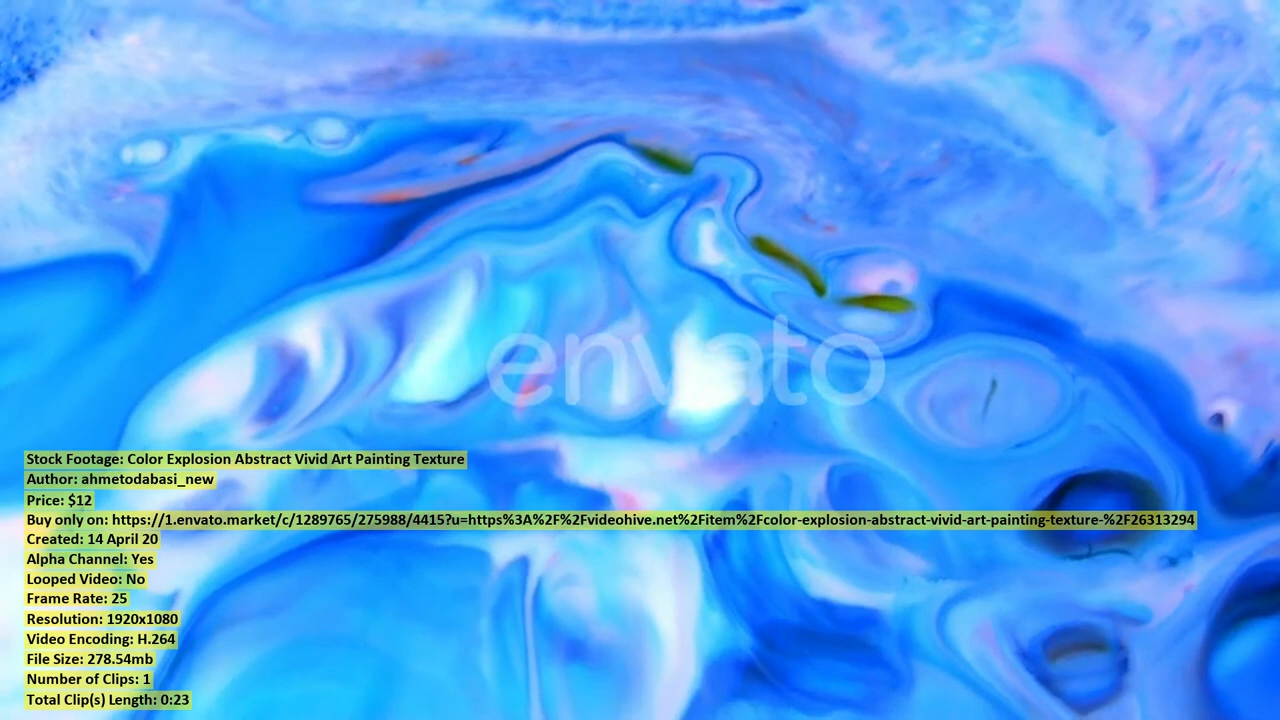 envato
Stock Footage: Color Explosion Abstract Vivid Art Painting Texture
Author: ahmetodabasi_new
Price: $12
Buy only on: https://1.envato.market/c/1289765/275988/4415?u=https%3A%2F%2Fvideohive.net%2Fitem%2Fcolor-explosion-abstract-vivid-art-painting-texture-%2F26313294
Created: 14 April 20
Alpha Channel: Yes
Looped Video: No
Frame Rate: 25
Resolution: 1920x1080
Video Encoding: H.264
File Size: 278.54mb
Number of Clips: 1
Total Clip(s) Length: 0:23